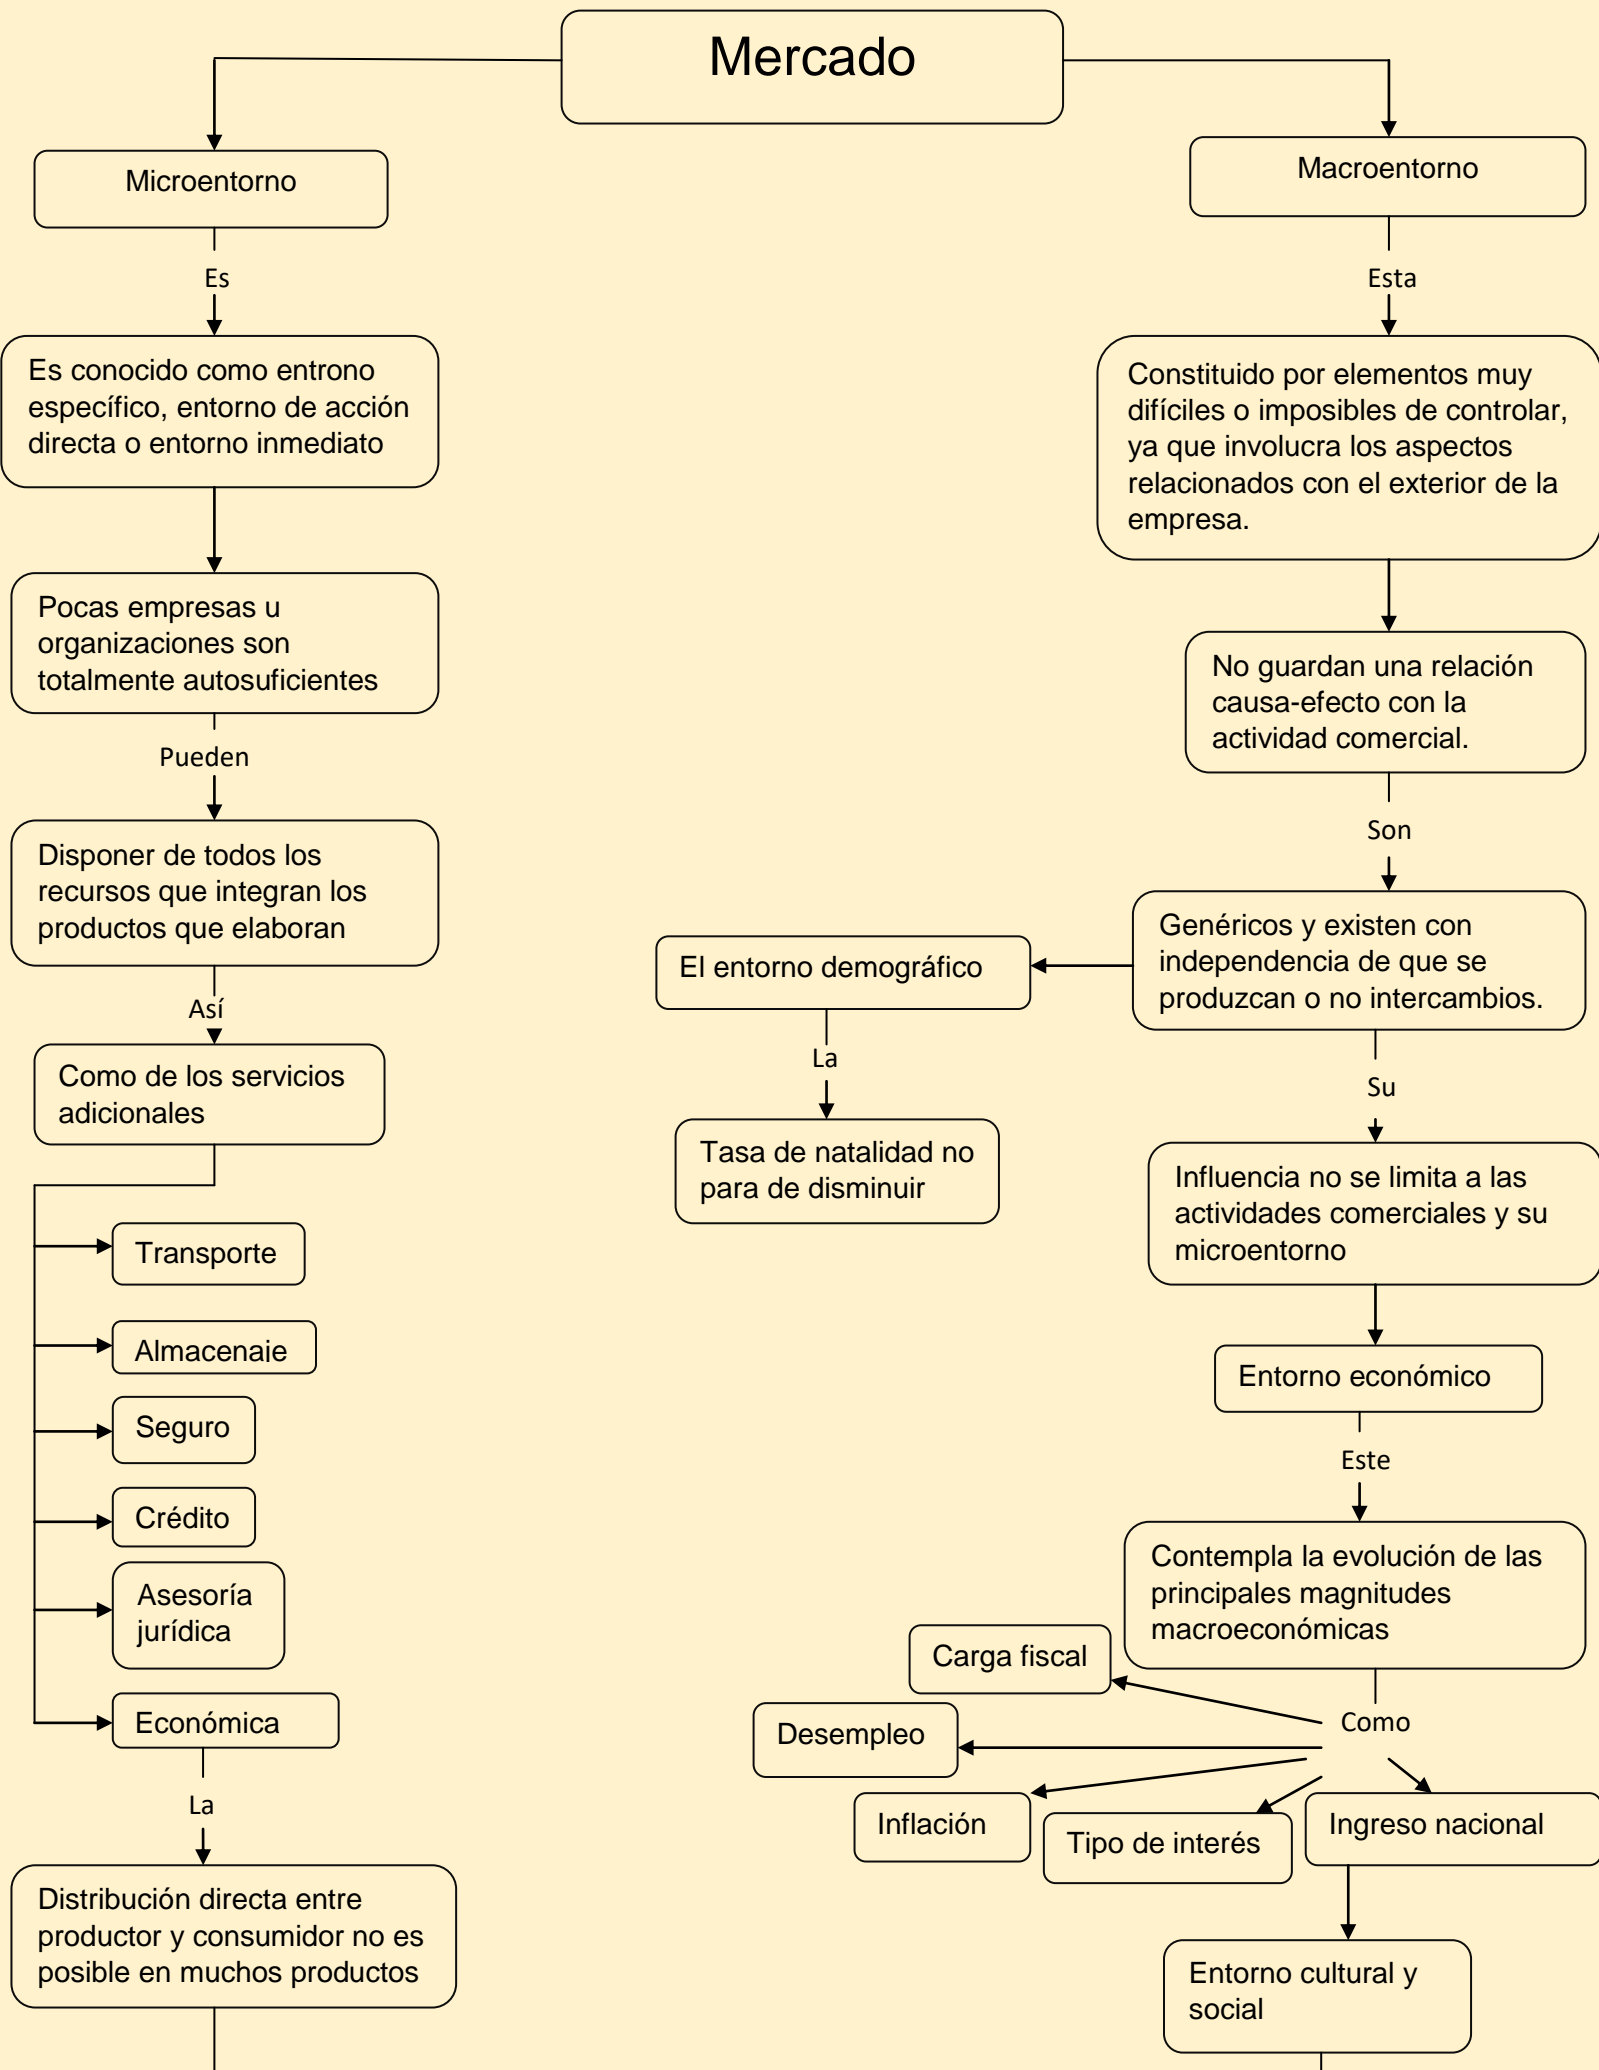 Mercado
Microentorno
Es
Es conocido como entrono
específico, entorno de acción
directa o entorno inmediato
Pocas empresas u
organizaciones son
totalmente autosuficientes
Pueden
Disponer de todos los
recursos que integran los
productos que elaboran
Así
Como de los servicios
adicionales
Transporte
Almacenaje
Seguro
Crédito
Asesoría
jurídica
Económica
La
Distribución directa entre
productor y consumidor no es
posible en muchos productos
Macroentorno
Esta
Constituido por elementos muy
difíciles o imposibles de controlar,
ya que involucra los aspectos
relacionados con el exterior de la
empresa.
No guardan una relación
causa-efecto con la
actividad comercial.
Son
Genéricos y existen con
independencia de que se
produzcan o no intercambios.
El entorno demográfico
La
Tasa de natalidad no
para de disminuir
Su
Influencia no se limita a las
actividades comerciales y su
microentorno
Entorno económico
Este
Contempla la evolución de las
principales magnitudes
macroeconómicas
Como
Carga fiscal
Desempleo
Inflación
Tipo de interés
Ingreso nacional
Entorno cultural y
social